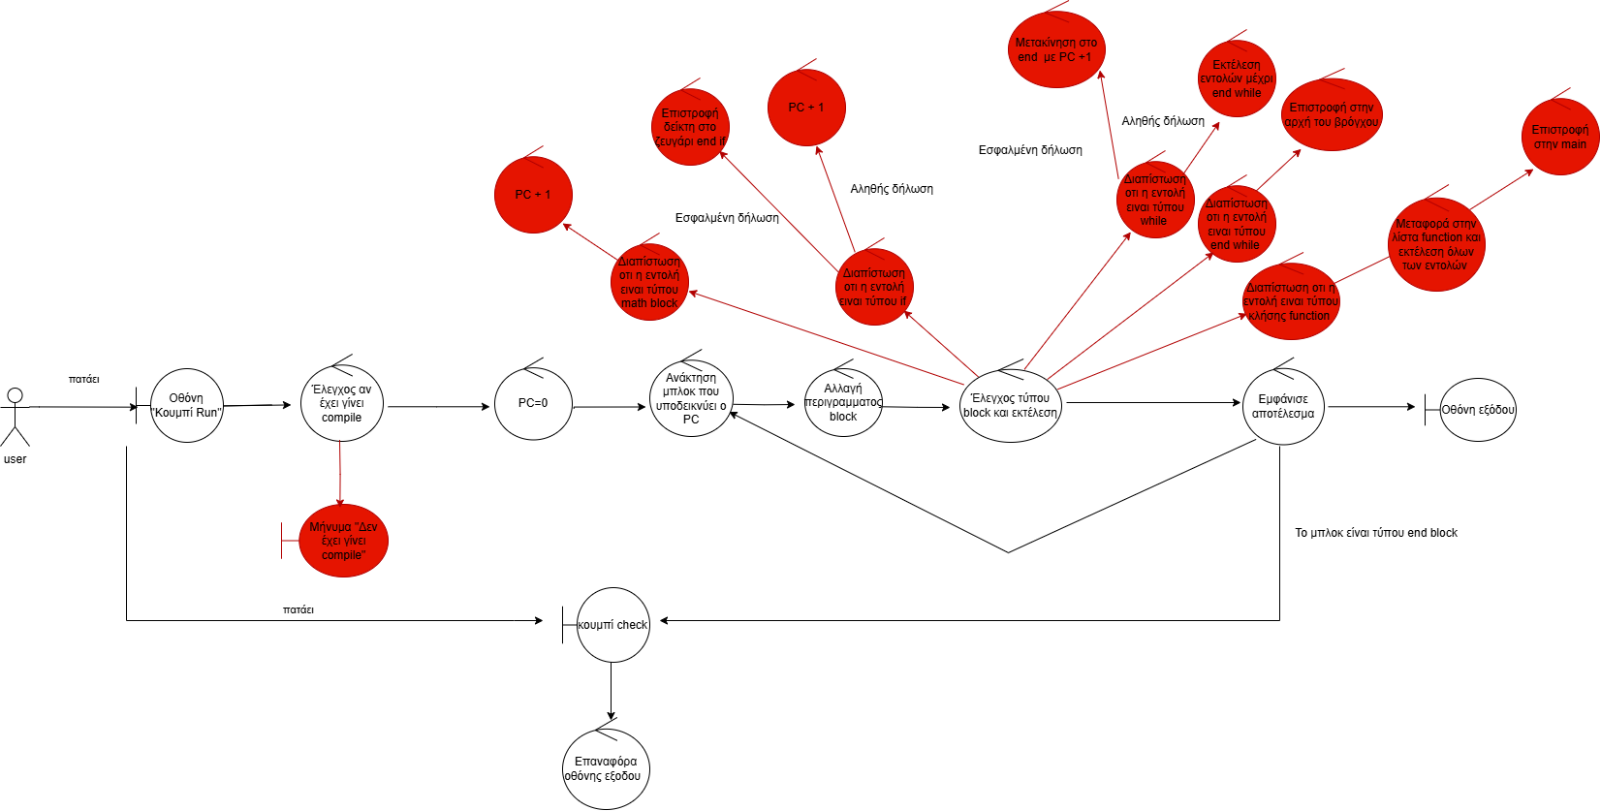 Μετακίνηση στο
end με PC +1
Εκτέλεση
εντολών μέχρι
end while
PC + 1
Επιστροφή
δείκτη στο
ζευγάρι end if
Επιστροφή στην
αρχή του βρόγχου
Αληθής δήλωση
Επιστροφή
στην main
Εσφαλμένη δήλωση
PC + 1
Αληθής δήλωση
Διαπίστωση
οτι η εντολή
ειναι τύπου
while
Διαπίστωση
οτι η εντολή
ειναι τύπου
end while
Εσφαλμένη δήλωση
Μεταφορά στην
λίστα function και
εκτέλεση όλων
των εντολών
Διαπίστωση
οτι η εντολή
ειναι τύπου
math block
Διαπίστωση
οτι η εντολή
ειναι τύπου if
Διαπίστωση οτι η
εντολή ειναι τύπου
κλήσης function
πατάει
user
Οθόνη
"Κουμπί Run"
Έλεγχος αν
έχει γίνει
compile
PC=0
Ανάκτηση
μπλοκ που
υποδεικνύει ο
PC
Αλλαγή
περιγραμματος
block
Έλεγχος τύπου
block και εκτέλεση
Εμφάνισε
αποτέλεσμα
Οθόνη εξόδου
Μήνυμα "Δεν
έχει γίνει
compile"
Το μπλοκ είναι τύπου end block
πατάει
κουμπί check
Επαναφόρα
οθόνης εξοδου